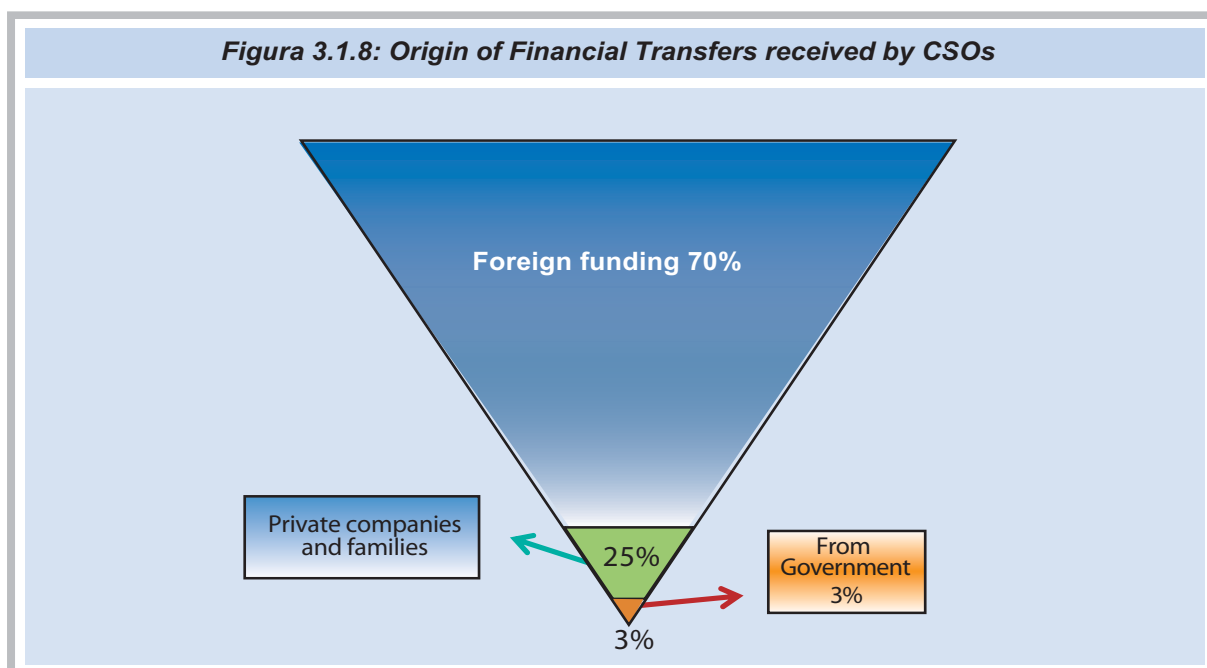 Figura 3.1.8: Origin of Financial Transfers received by CSOs
Foreign funding 70%
Private companies
and families
25%
From
Government
3%
3%